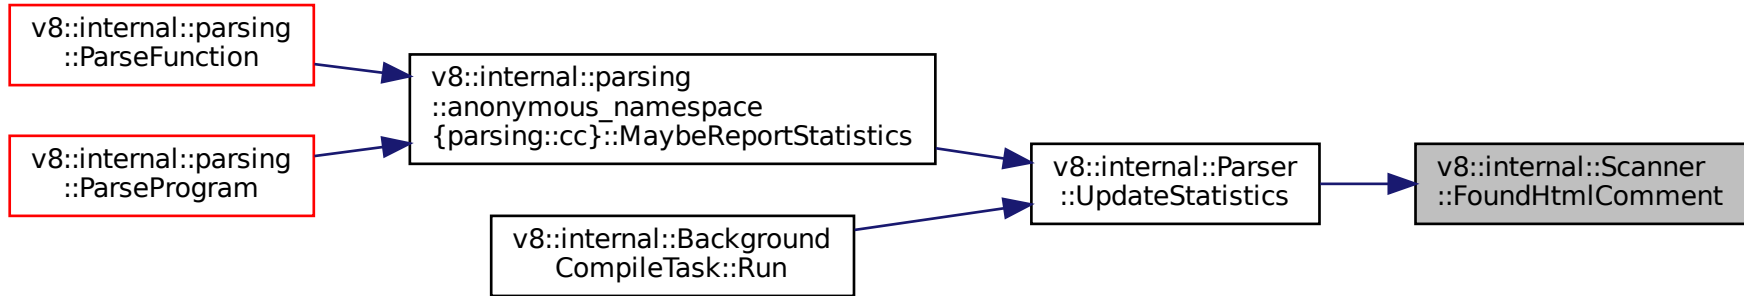 v8::internal::parsing
::ParseFunction
v8::internal::parsing
::anonymous_namespace
{parsing::cc}::MaybeReportStatistics
v8::internal::parsing
::ParseProgram
v8::internal::Parser
::UpdateStatistics
v8::internal::Scanner
::FoundHtmlComment
v8::internal::Background
CompileTask::Run